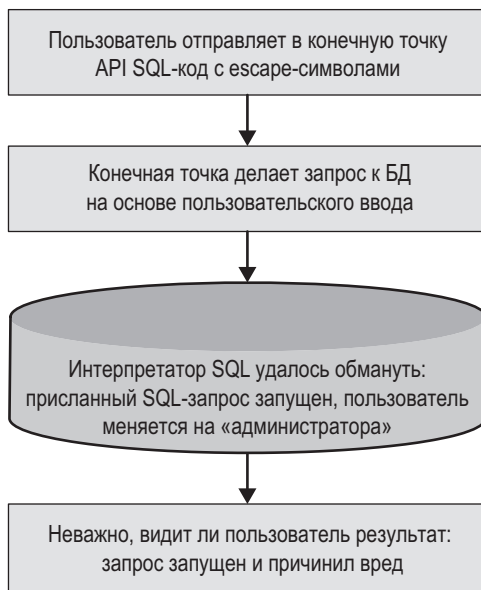 Пользователь отправляет в конечную точку
API SQL-код с escape-символами
Конечная точка делает запрос к БД
на основе пользовательского ввода
Интерпретатор SQL удалось обмануть:
присланный SQL-запрос запущен, пользователь
меняется на «администратора»
Неважно, видит ли пользователь результат:
запрос запущен и причинил вред